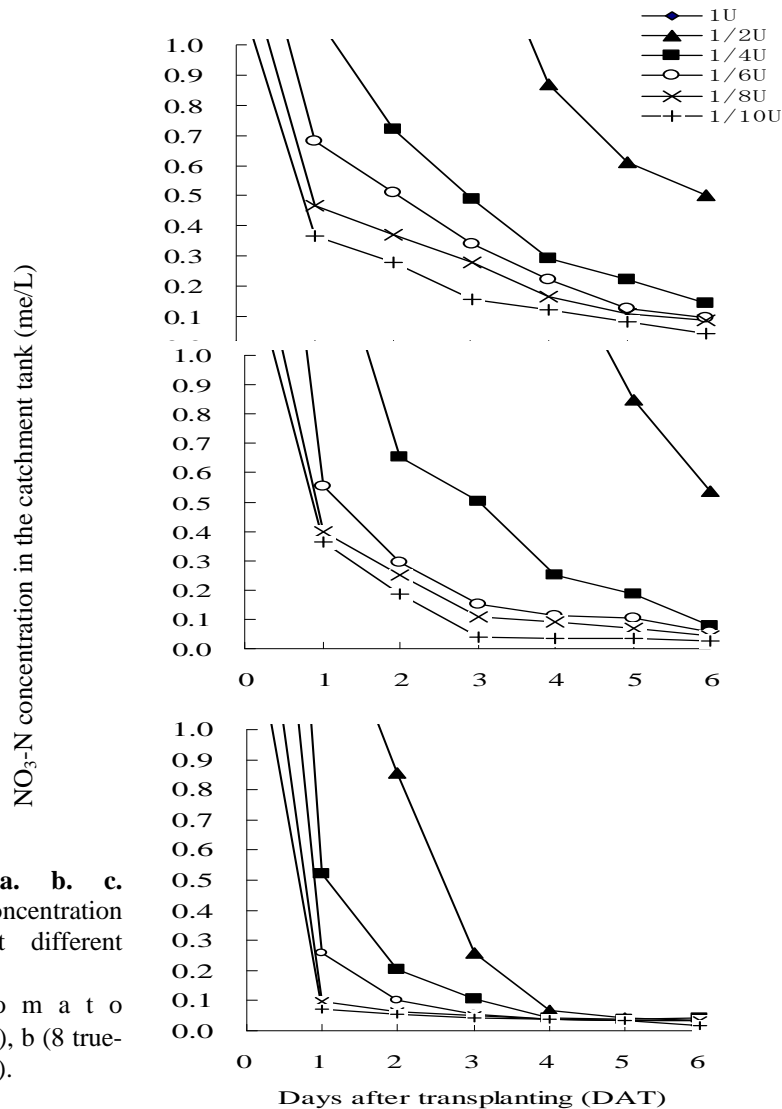 1U
1/2U
1/4U
1/6U
1/8U
1/10U
NO₃-N concentration in the catchment tank (me/L)
1.0
0.9
0.8
0.7
0.6
0.5
0.4
0.3
0.2
0.1
1.0
0.9
0.8
0.7
0.6
0.5
0.4
0.3
0.2
0.1
0.0
0 1 2 3 4 5 6
1.0
0.9
0.8
0.7
0.6
0.5
0.4
0.3
0.2
0.1
0.0
0 1 2 3 4 5 6
Days after transplanting (DAT)
a. b. c.
oncentration
t different
o m a t o
), b (8 true-
).